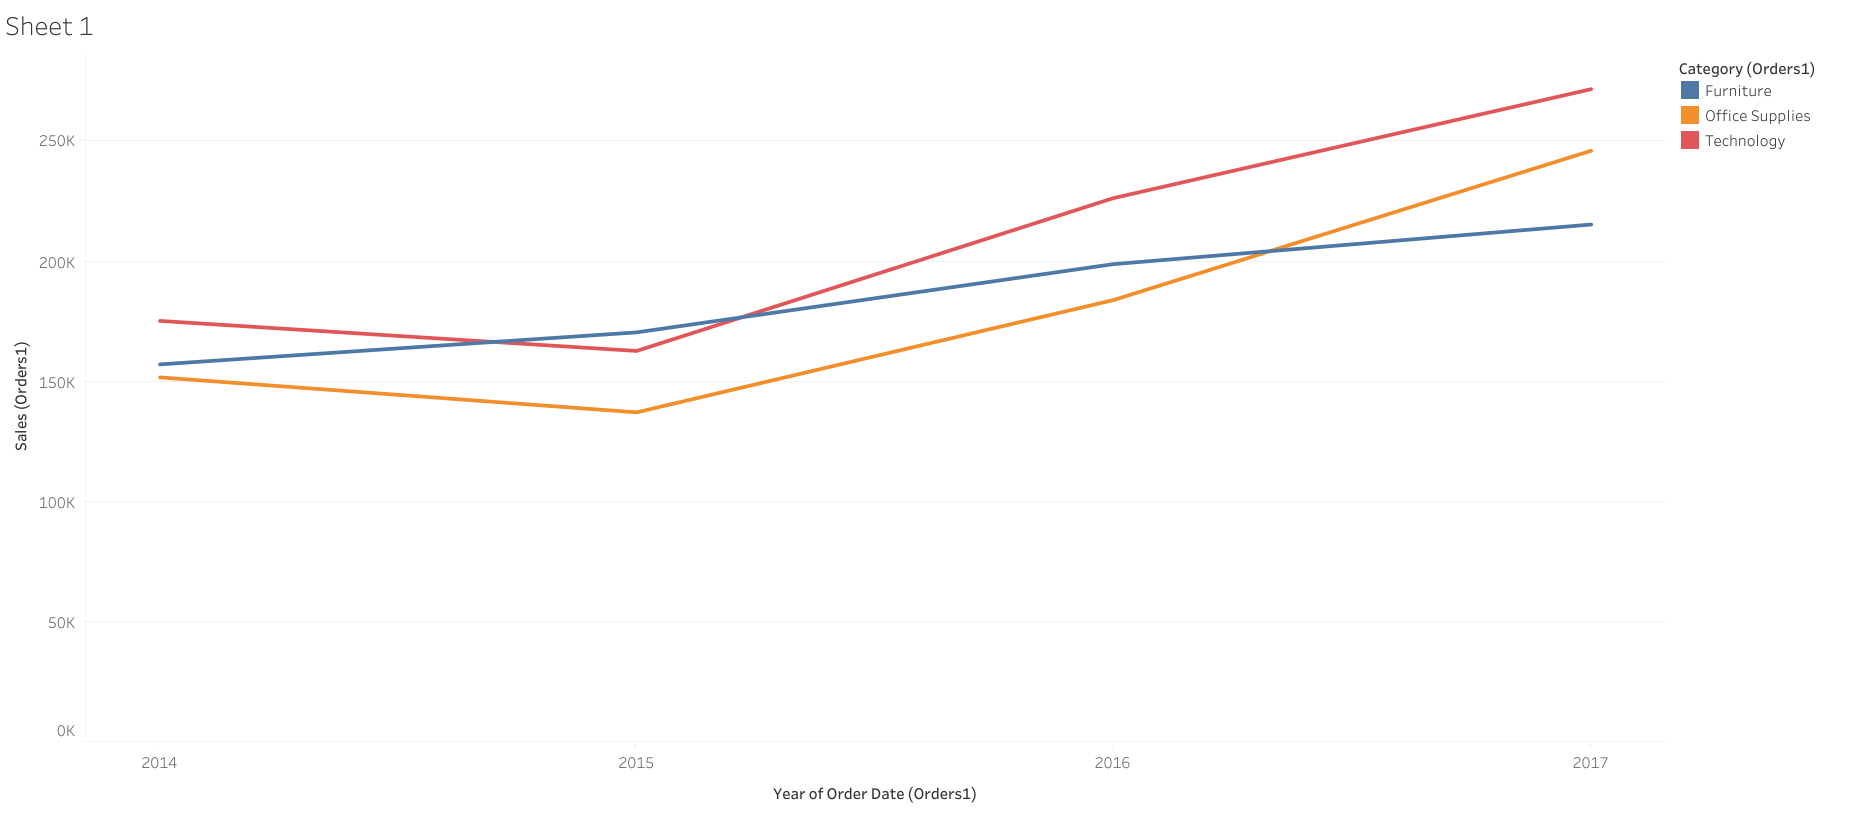 Sheet 1
Category (Orders1)
Furniture
Office Supplies
Technology
Sales (Orders1)
250K
200K
150K
100K
50K
0K
2014 2015 2016 2017
Year of Order Date (Orders1)